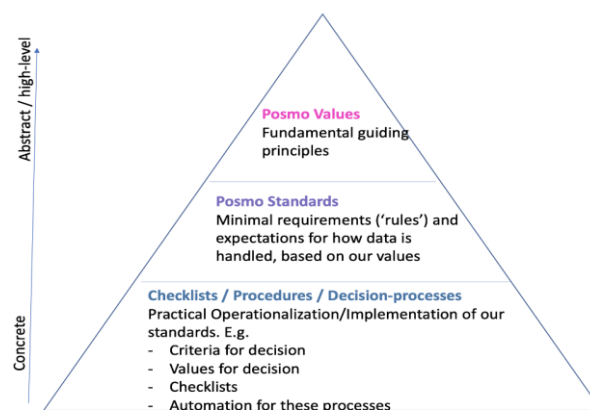 Abstract / high-level
Posmo Values
Fundamental guiding
principles
Posmo Standards
Minimal requirements (‘rules’) and
expectations for how data is
handled, based on our values
Concrete
Checklists / Procedures / Decision-processes
Practical Operationalization/Implementation of our
standards. E.g.
- Criteria for decision
- Values for decision
- Checklists
- Automation for these processes